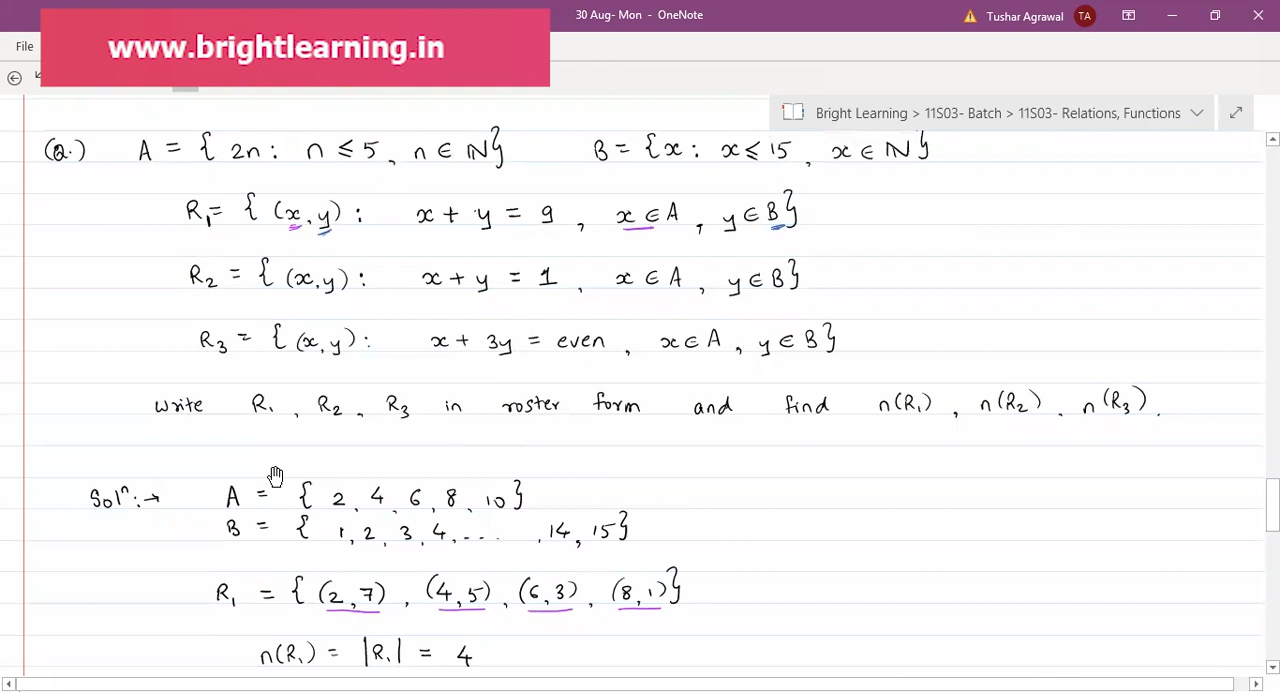 30 Aug- Mon - OneNote
Tushar Agrawal TA
www.brightlearning.in
File
Bright Learning > 11S03- Batch > 11S03- Relations, Functions
(Q.) A = { 2n : n ≤ 5 , n ∈ ℕ} B = {x : x ≤ 15 , x ∈ ℕ}
R₁ = { (x, y) : x + y = 9 , x ∈ A , y ∈ B}
R₂ = { (x,y) : x + y = 1 , x ∈ A , y ∈ B}
R₃ = { (x,y) : x + 3y = even , x ∈ A , y ∈ B}
write R₁ , R₂ , R₃ in roster form and find n(R₁) , n(R₂) , n(R₃) .
Solⁿ :→ A = { 2 , 4 , 6 , 8 , 10 }
B = { 1, 2 , 3 , 4 , .... , 14 , 15 }
R₁ = { (2 , 7) , (4 , 5) , (6 , 3) , (8 , 1) }
n(R₁) = |R₁| = 4